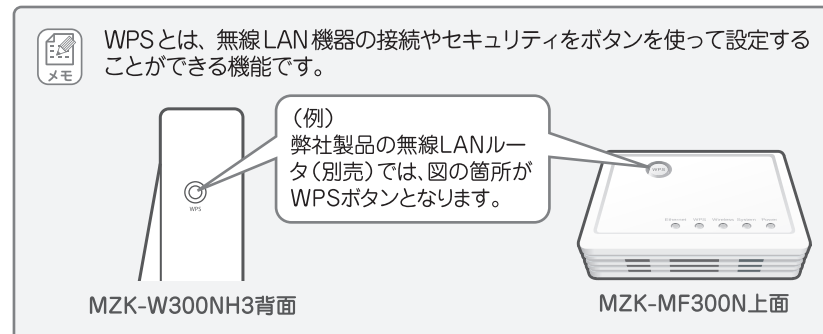 メモ
WPSとは、無線LAN機器の接続やセキュリティをボタンを使って設定する
ことができる機能です。
（例）
弊社製品の無線LANルー
タ（別売）では、図の箇所が
WPSボタンとなります。
WPS
WPS
Ethernet WPS Wireless System Power
MZK-W300NH3背面
MZK-MF300N上面